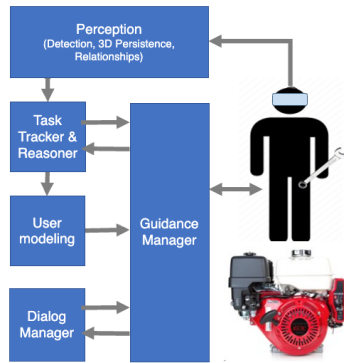 Perception
(Detection, 3D Persistence,
Relationships)
Task
Tracker &
Reasoner
User
modeling
Guidance
Manager
Dialog
Manager